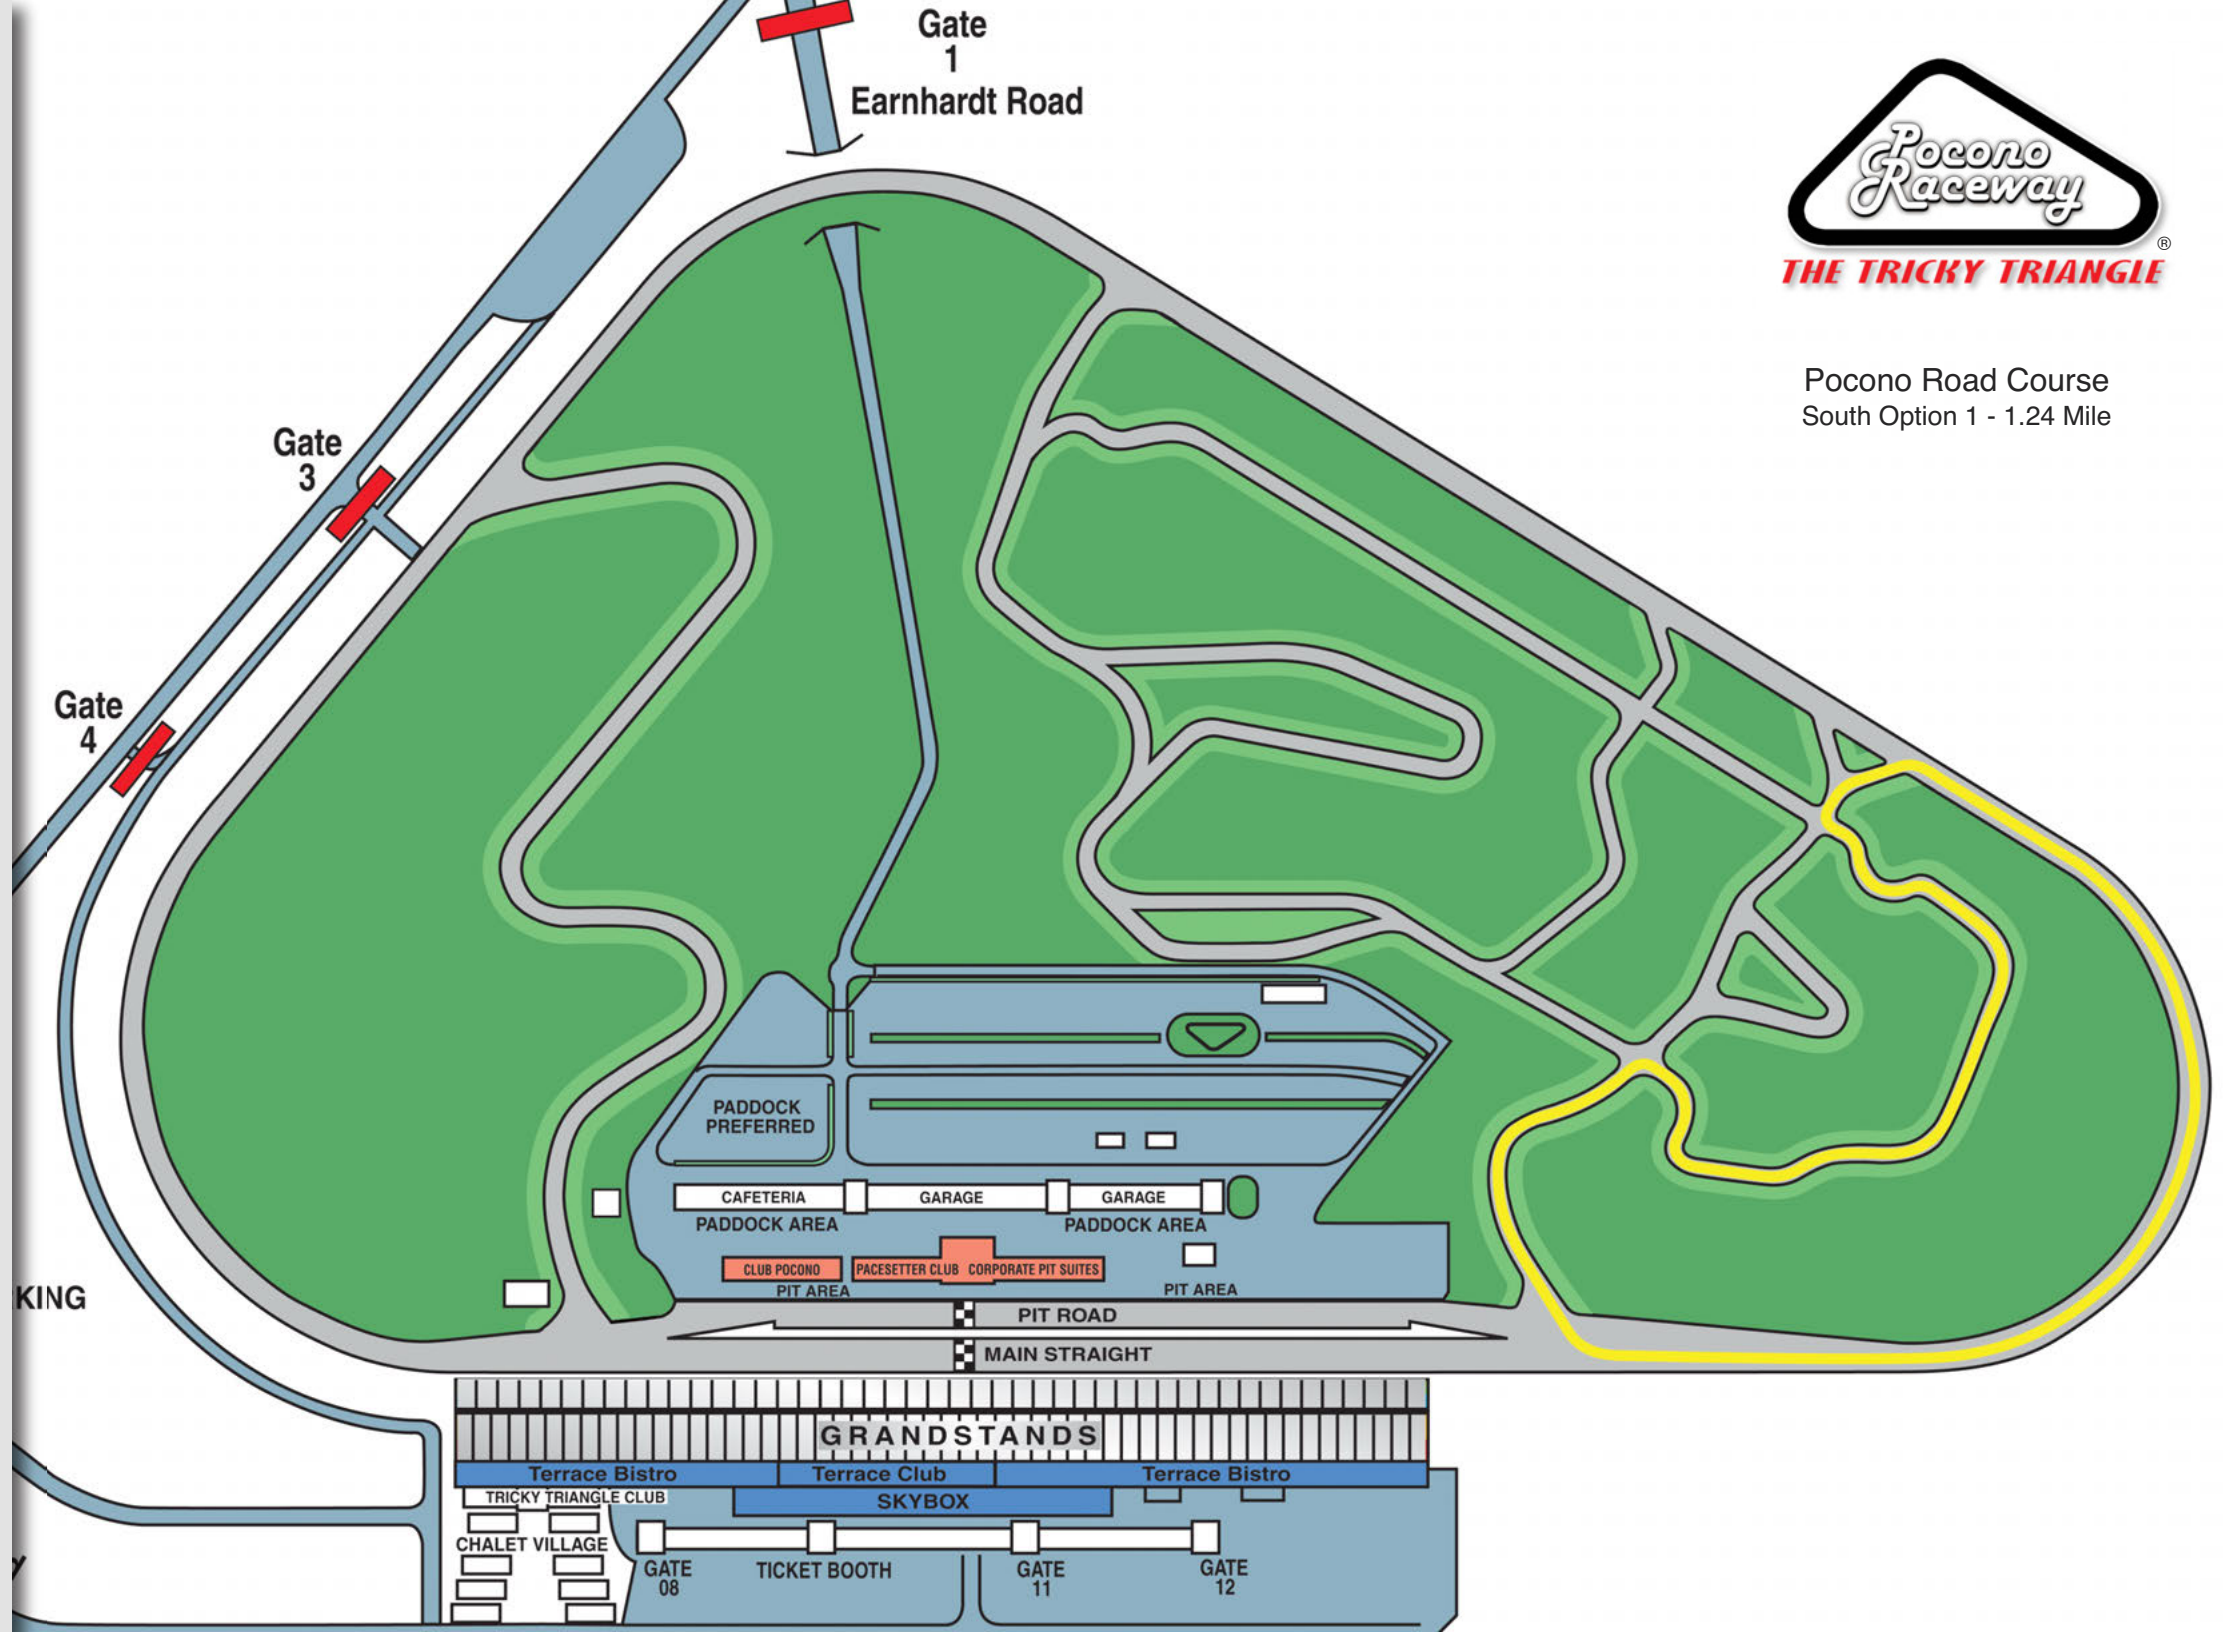 Gate
1
Earnhardt Road
Pocono
Raceway
®
THE TRICKY TRIANGLE
Pocono Road Course
South Option 1 - 1.24 Mile
Gate
3
Gate
4
PADDOCK
PREFERRED
CAFETERIA
GARAGE
GARAGE
PADDOCK AREA
PADDOCK AREA
CLUB POCONO
PACESETTER CLUB CORPORATE PIT SUITES
PIT AREA
PIT AREA
KING
PIT ROAD
MAIN STRAIGHT
GRANDSTANDS
Terrace Bistro
Terrace Club
Terrace Bistro
TRICKY TRIANGLE CLUB
SKYBOX
CHALET VILLAGE
GATE
08
TICKET BOOTH
GATE
11
GATE
12